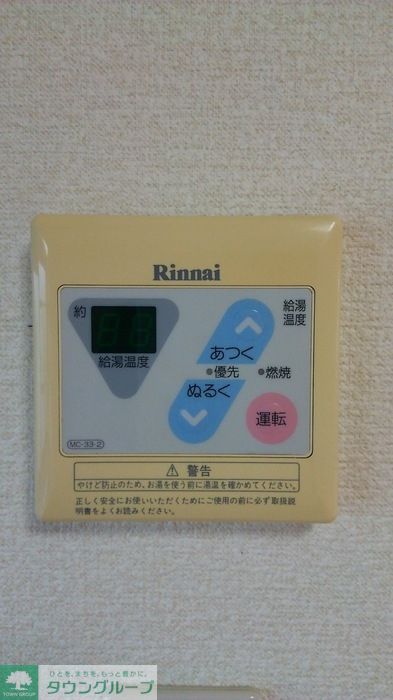 Rinnai
約
給湯温度
給湯
温度
あつく
優先
燃焼
ぬるく
運転
MC-33-2
警告
やけど防止のため、お湯を使う前に湯温を確かめてください。
正しく安全にお使いいただくためにご使用の前に必ず取扱説
明書をよくお読みください。
ひとを、まちを、もっと豊かに。
タウングループ
TOWN GROUP